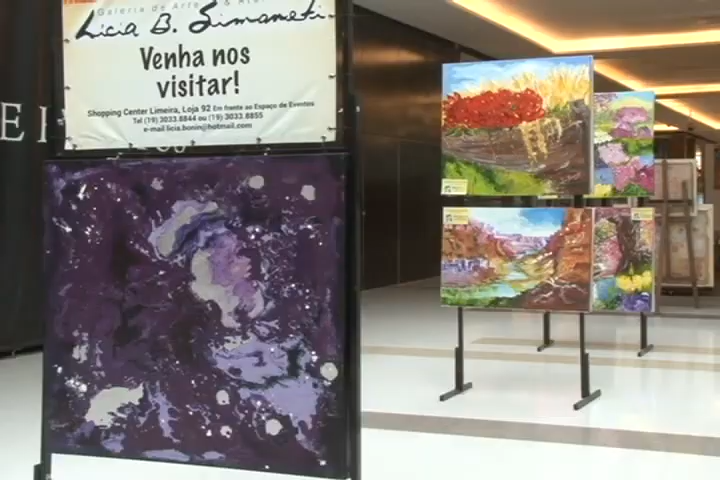 Galeria de Arte & Ate
Licia B. Simoneti
Venha nos
visitar!
Shopping Center Limeira, Loja 92 Em frente ao Espaço de Eventos
Tel (19) 3033.8844 ou (19) 3033.8855
e-mail licia.bonin@hotmail.com